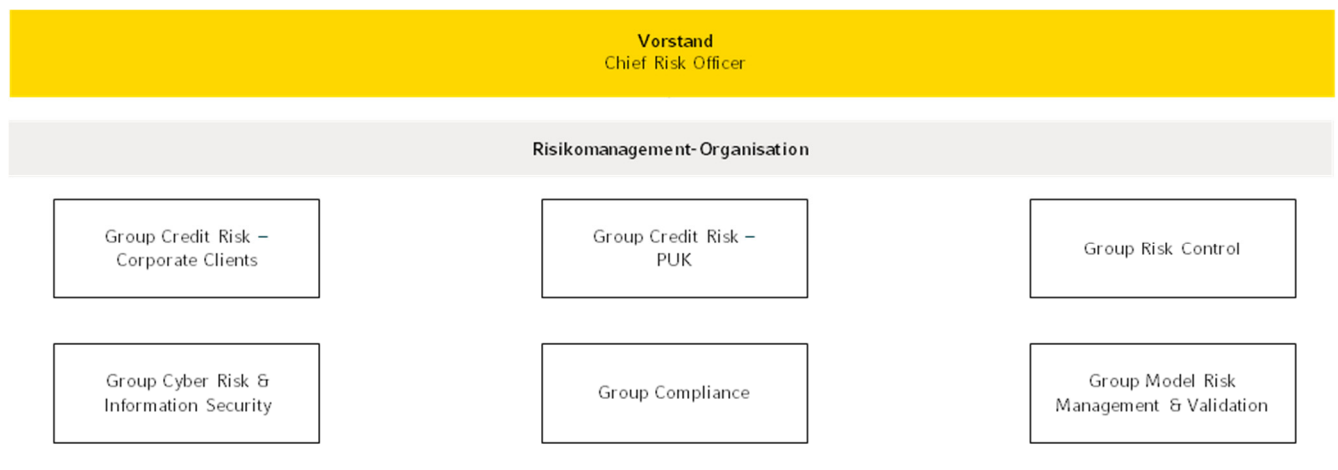 Vorstand
Chief Risk Officer
Risikomanagement-Organisation
Group Credit Risk –
Corporate Clients
Group Credit Risk –
PUK
Group Risk Control
Group Cyber Risk &
Information Security
Group Compliance
Group Model Risk
Management & Validation